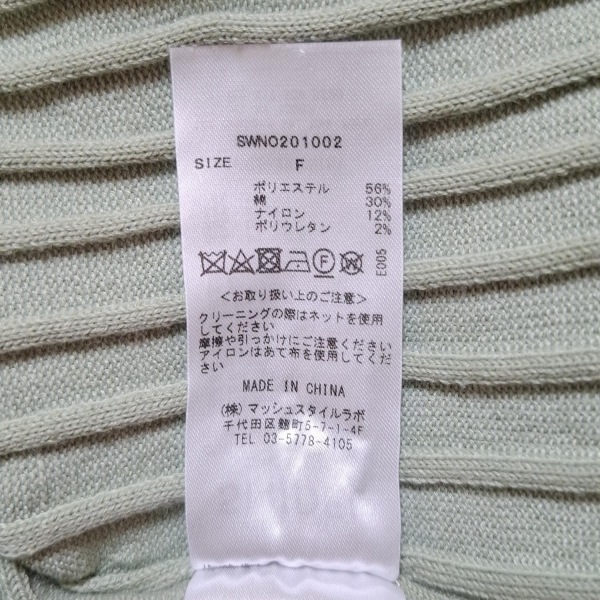 SWNO201002
SIZE F
ポリエステル 56%
綿 30%
ナイロン 12%
ポリウレタン 2%
F
E005
<お取り扱い上のご注意>
クリーニングの際はネットを使用
してください
摩擦や引っかけにご注意ください
アイロンはあて布を使用してくだ
さい
MADE IN CHINA
(株)マッシュスタイルラボ
千代田区麹町5-7-1-4F
TEL 03-5778-4105